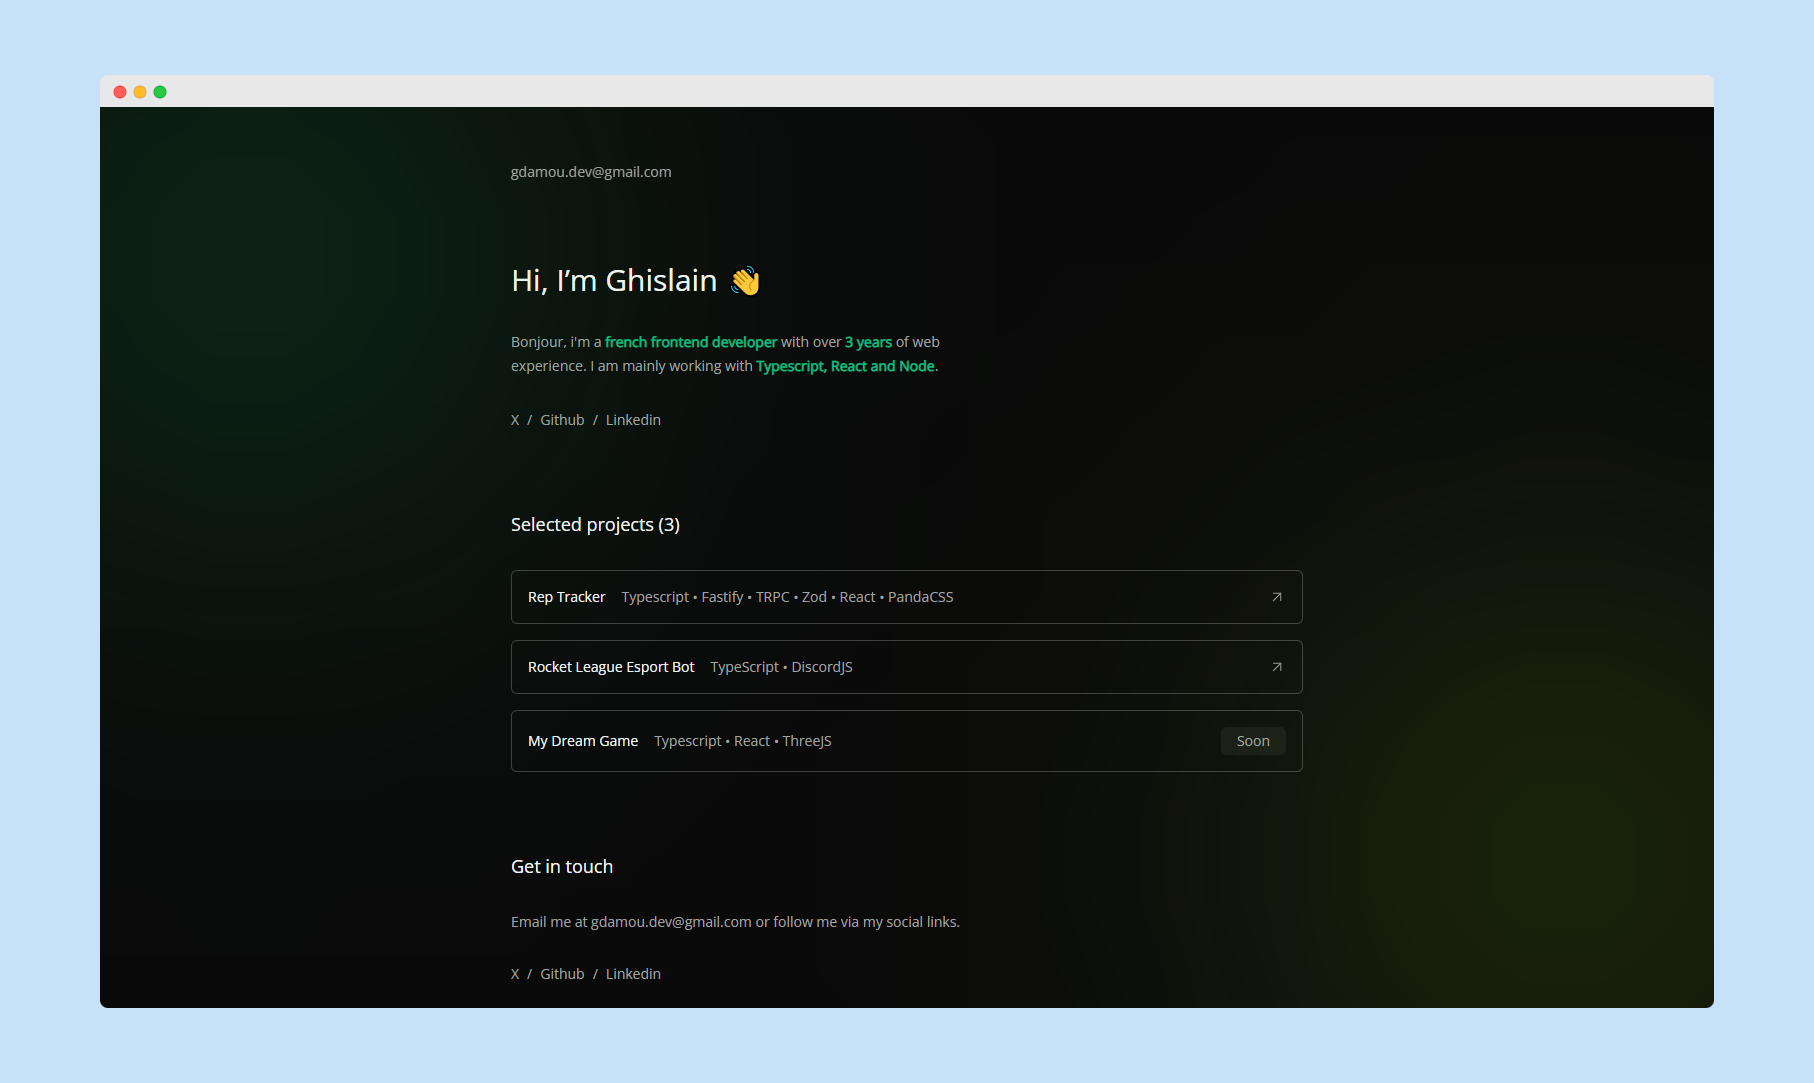 gdamou.dev@gmail.com
Hi, I’m Ghislain 👋
Bonjour, i'm a french frontend developer with over 3 years of web
experience. I am mainly working with Typescript, React and Node.
X / Github / Linkedin
Selected projects (3)
Rep Tracker Typescript • Fastify • TRPC • Zod • React • PandaCSS
Rocket League Esport Bot TypeScript • DiscordJS
My Dream Game Typescript • React • ThreeJS Soon
Get in touch
Email me at gdamou.dev@gmail.com or follow me via my social links.
X / Github / Linkedin